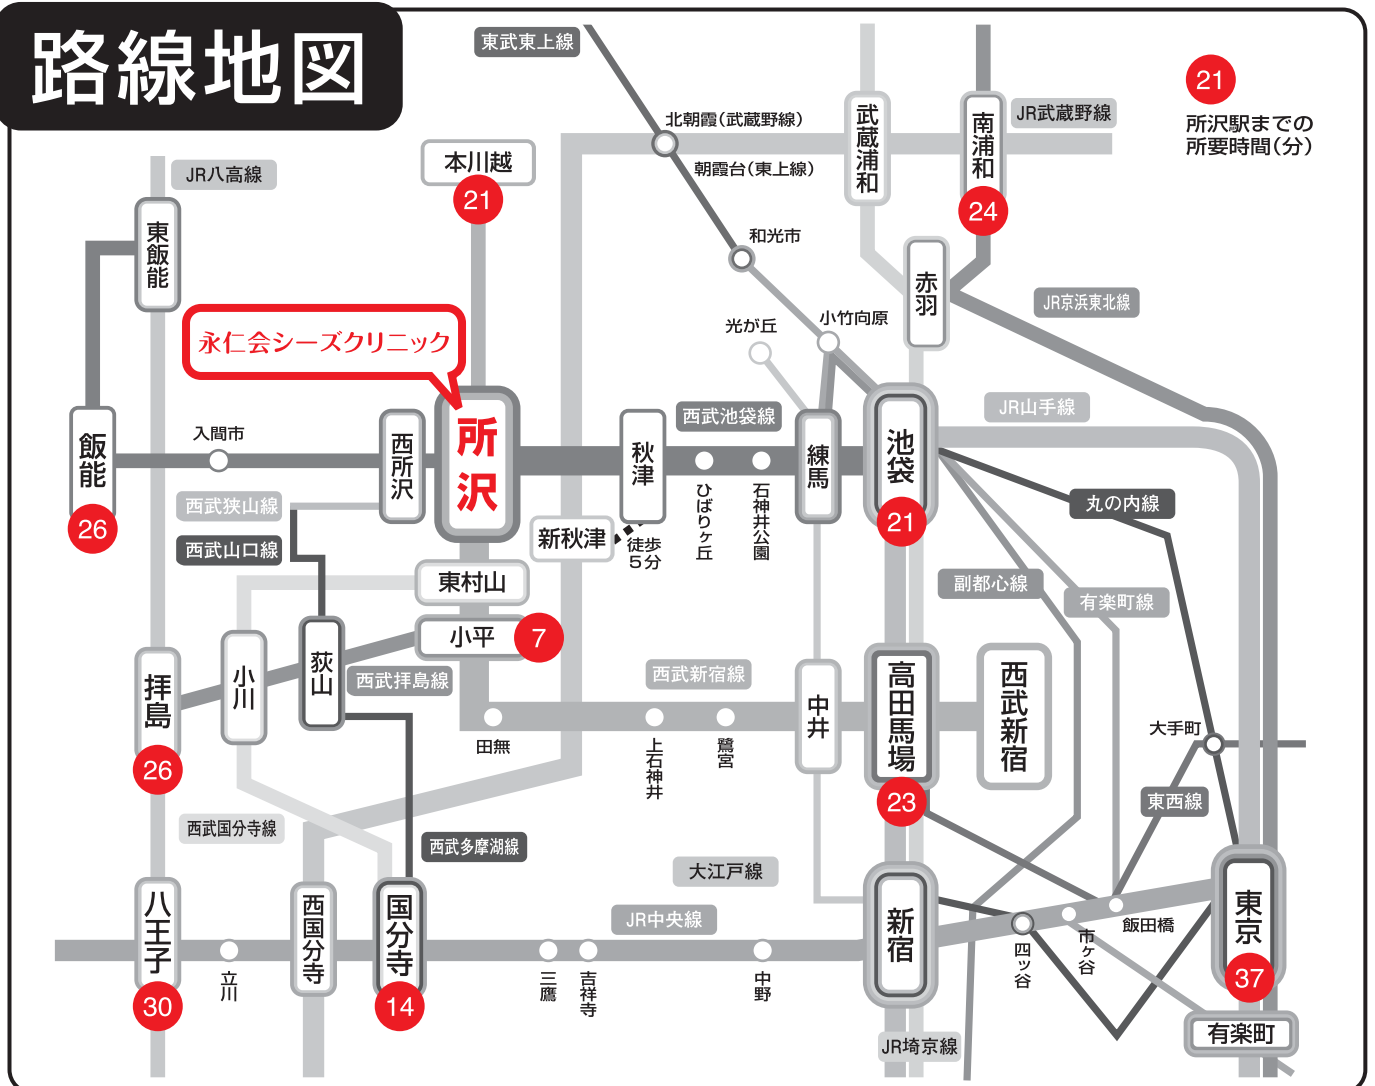 路線地図
東武東上線
21
所沢駅までの
所要時間(分)
北朝霞(武蔵野線)
朝霞台(東上線)
武蔵浦和
南浦和
24
JR武蔵野線
JR八高線
本川越
21
東飯能
和光市
赤羽
JR京浜東北線
光が丘
小竹向原
永仁会シーズクリニック
所沢
飯能
26
入間市
西所沢
秋津
西武池袋線
ひばりヶ丘
石神井公園
練馬
池袋
21
JR山手線
丸の内線
西武狭山線
西武山口線
新秋津
徒歩
5分
東村山
小平
7
副都心線
有楽町線
拝島
26
小川
荻山
西武拝島線
西武新宿線
田無
上石神井
鷺宮
中井
高田馬場
23
西武新宿
大手町
東西線
西武国分寺線
西武多摩湖線
大江戸線
JR中央線
八王子
30
立川
西国分寺
国分寺
14
三鷹
吉祥寺
中野
新宿
四ッ谷
市ヶ谷
飯田橋
東京
37
有楽町
JR埼京線